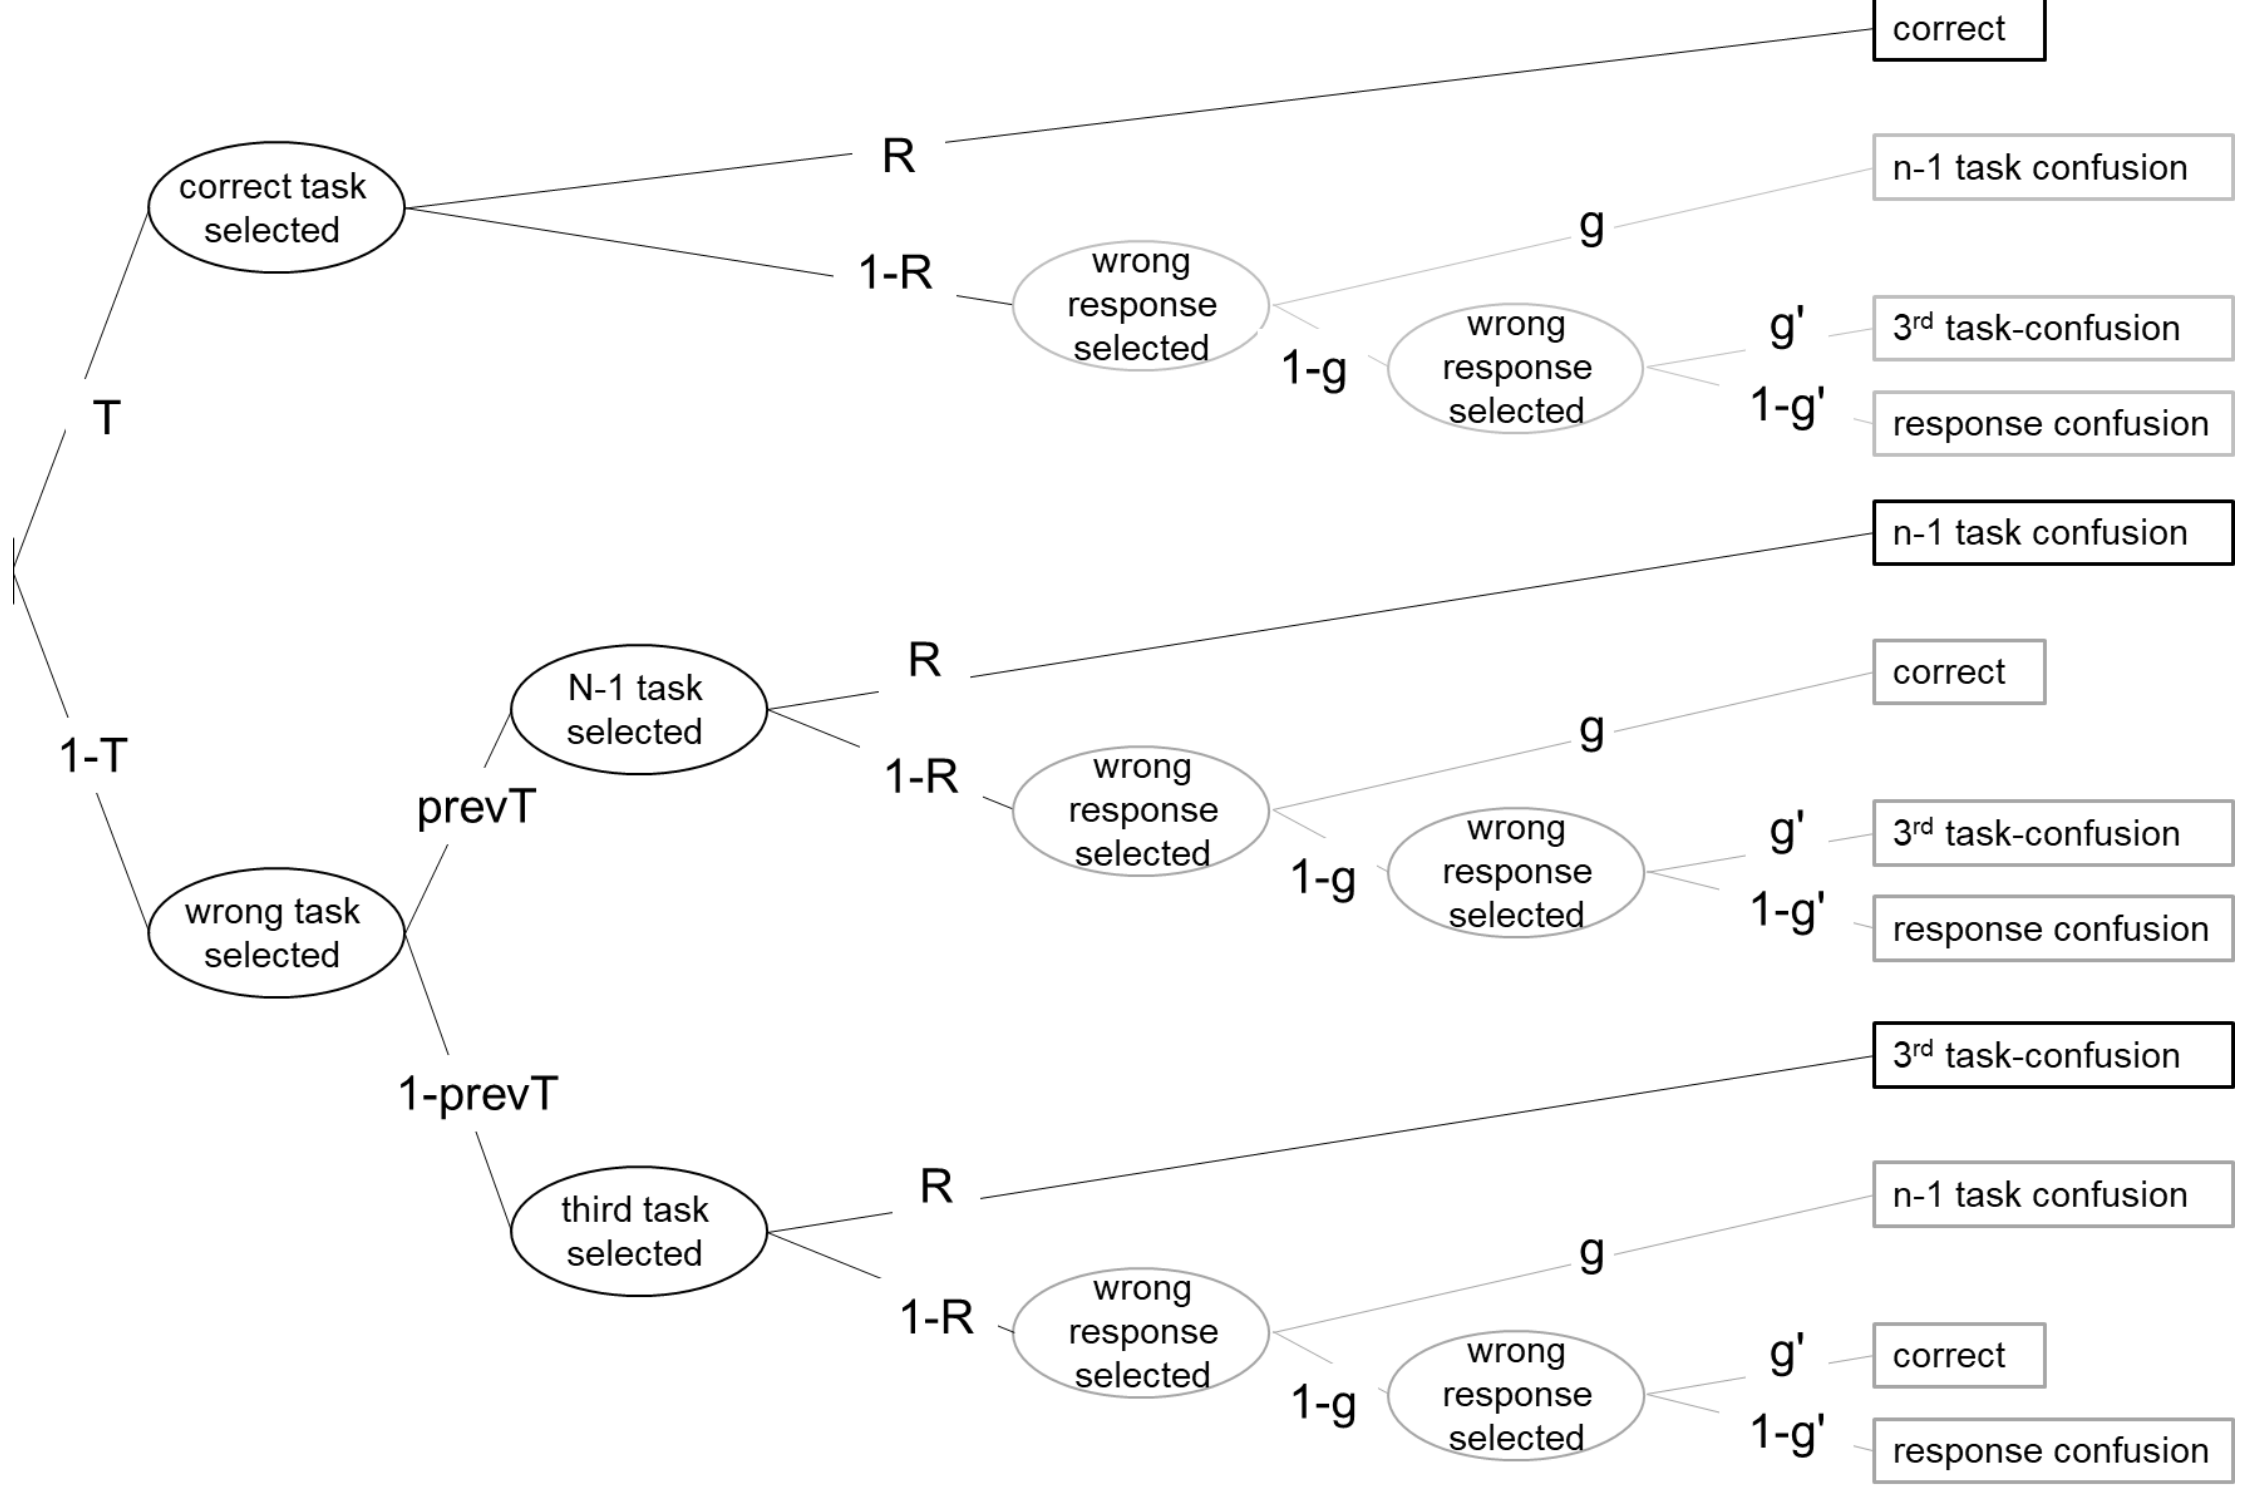 correct
R
correct task
selected
n-1 task confusion
g
1-R
wrong
response
selected
wrong
response
selected
1-g
g'
3rd task-confusion
1-g'
response confusion
T
n-1 task confusion
R
N-1 task
selected
correct
g
1-R
wrong
response
selected
1-T
prevT
wrong
response
selected
1-g
g'
3rd task-confusion
1-g'
response confusion
wrong task
selected
3rd task-confusion
1-prevT
R
third task
selected
n-1 task confusion
g
1-R
wrong
response
selected
wrong
response
selected
1-g
g'
correct
1-g'
response confusion